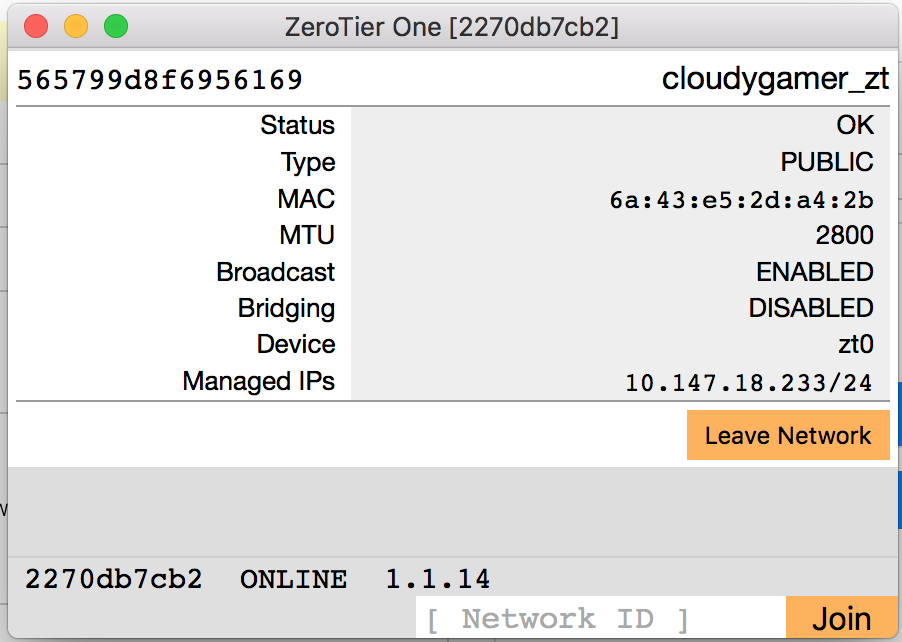 ZeroTier One [2270db7cb2]
565799d8f6956169 cloudygamer_zt
Status OK
Type PUBLIC
MAC 6a:43:e5:2d:a4:2b
MTU 2800
Broadcast ENABLED
Bridging DISABLED
Device zt0
Managed IPs 10.147.18.233/24
Leave Network
2270db7cb2 ONLINE 1.1.14
[ Network ID ] Join